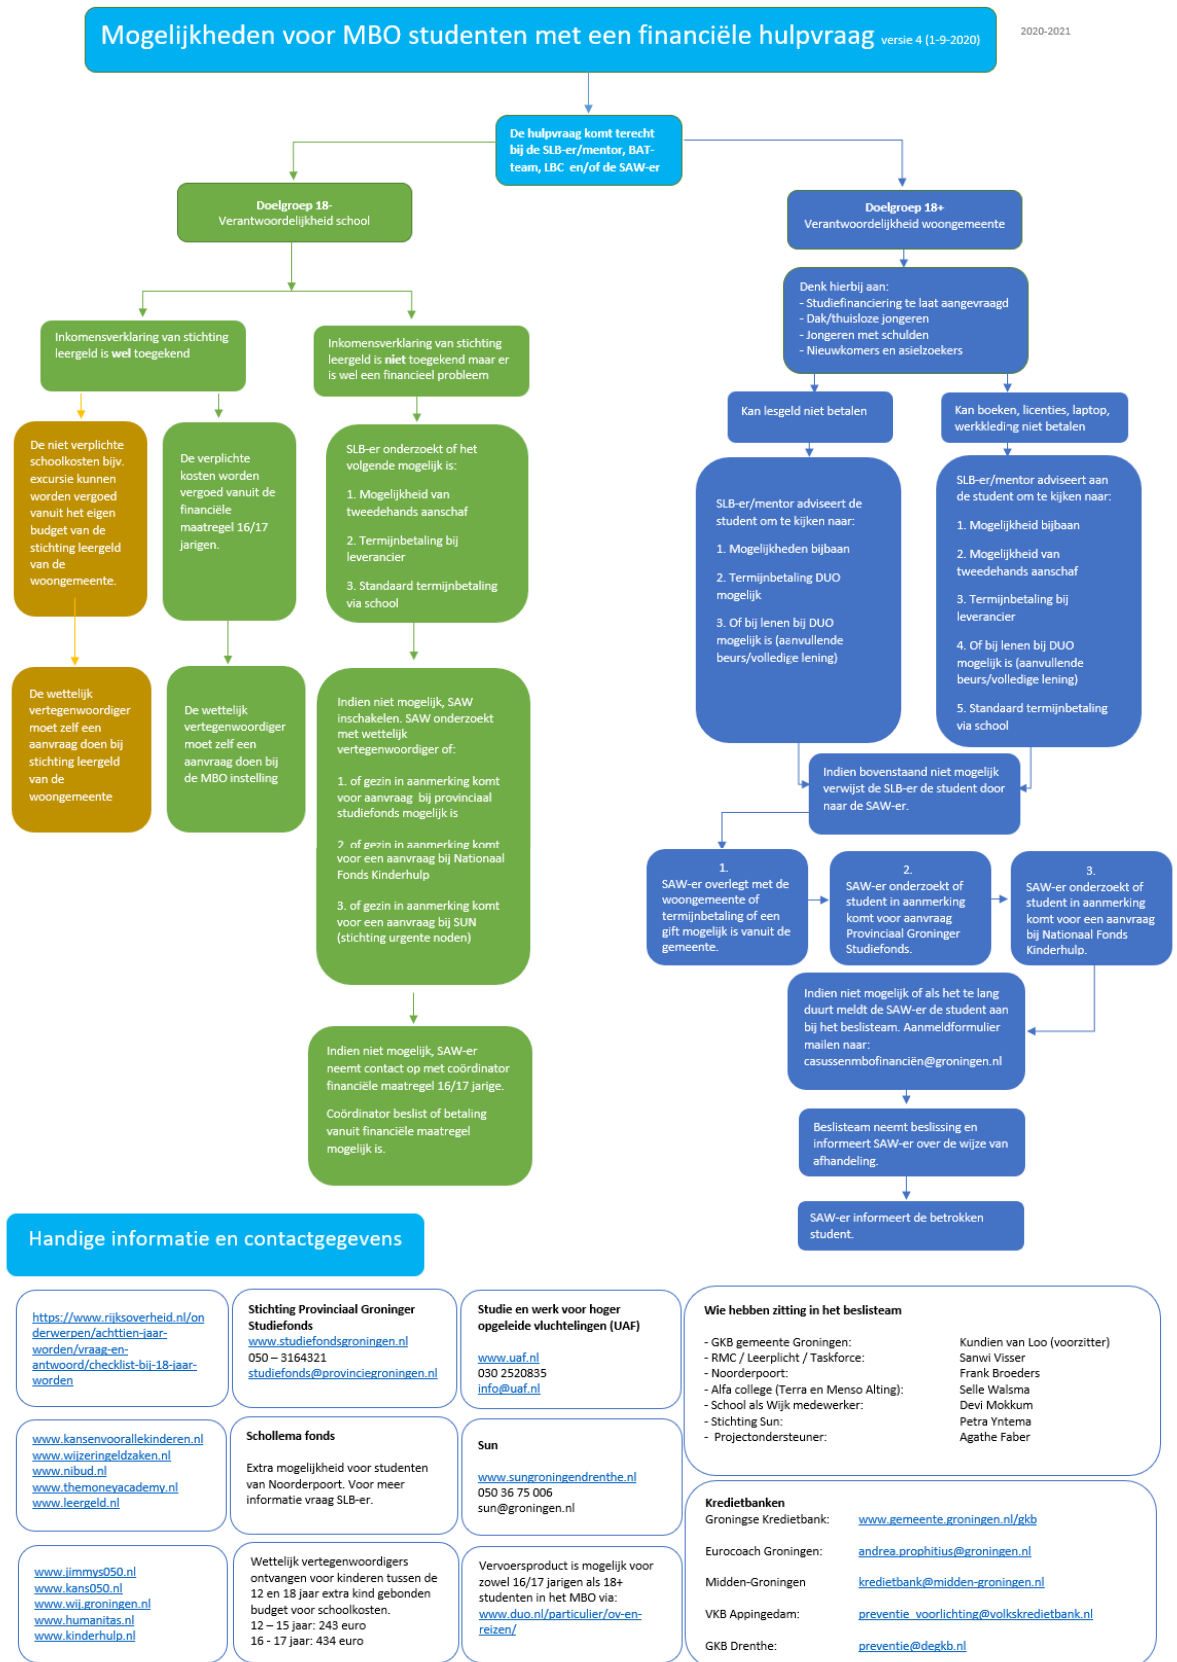 Mogelijkheden voor MBO studenten met een financiële hulpvraag versie 4 (1-9-2020)
2020-2021
De hulpvraag komt terecht
bij de SLB-er/mentor, BAT-
team, LBC en/of de SAW-er
Doelgroep 18-
Verantwoordelijkheid school
Inkomensverklaring van stichting
leergeld is wel toegekend
Inkomensverklaring van stichting
leergeld is niet toegekend maar er
is wel een financieel probleem
De niet verplichte
schoolkosten bijv.
excursie kunnen
worden vergoed
vanuit het eigen
budget van de
stichting leergeld
van de
woongemeente.
De verplichte
kosten worden
vergoed vanuit de
financiële
maatregel 16/17
jarigen.
SLB-er onderzoekt of het
volgende mogelijk is:
1. Mogelijkheid van
tweedehands aanschaf
2. Termijnbetaling bij
leverancier
3. Standaard termijnbetaling
via school
De wettelijk
vertegenwoordiger
moet zelf een
aanvraag doen bij
stichting leergeld
van de
woongemeente
De wettelijk
vertegenwoordiger
moet zelf een
aanvraag doen bij
de MBO instelling
Indien niet mogelijk, SAW
inschakelen. SAW onderzoekt
met wettelijk
vertegenwoordiger of:
1. of gezin in aanmerking komt
voor aanvraag bij provinciaal
studiefonds mogelijk is
2. of gezin in aanmerking komt
voor een aanvraag bij Nationaal
Fonds Kinderhulp
3. of gezin in aanmerking komt
voor een aanvraag bij SUN
(stichting urgente noden)
Indien niet mogelijk, SAW-er
neemt contact op met coördinator
financiële maatregel 16/17 jarige.
Coördinator beslist of betaling
vanuit financiële maatregel
mogelijk is.
Doelgroep 18+
Verantwoordelijkheid woongemeente
Denk hierbij aan:
- Studiefinanciering te laat aangevraagd
- Dak/thuisloze jongeren
- Jongeren met schulden
- Nieuwkomers en asielzoekers
Kan lesgeld niet betalen
Kan boeken, licenties, laptop,
werkkleding niet betalen
SLB-er/mentor adviseert de
student om te kijken naar:
1. Mogelijkheden bijbaan
2. Termijnbetaling DUO
mogelijk
3. Of bij lenen bij DUO
mogelijk is (aanvullende
beurs/volledige lening)
SLB-er/mentor adviseert aan
de student om te kijken naar:
1. Mogelijkheid bijbaan
2. Mogelijkheid van
tweedehands aanschaf
3. Termijnbetaling bij
leverancier
4. Of bij lenen bij DUO
mogelijk is (aanvullende
beurs/volledige lening)
5. Standaard termijnbetaling
via school
Indien bovenstaand niet mogelijk
verwijst de SLB-er de student door
naar de SAW-er.
1.
SAW-er overlegt met de
woongemeente of
termijnbetaling of een
gift mogelijk is vanuit de
gemeente.
2.
SAW-er onderzoekt of
student in aanmerking
komt voor aanvraag
Provinciaal Groninger
Studiefonds.
3.
SAW-er onderzoekt of
student in aanmerking
komt voor een aanvraag
bij Nationaal Fonds
Kinderhulp.
Indien niet mogelijk of als het te lang
duurt meldt de SAW-er de student aan
bij het beslisteam. Aanmeldformulier
mailen naar:
casussenmbofinanciën@groningen.nl
Beslisteam neemt beslissing en
informeert SAW-er over de wijze van
afhandeling.
SAW-er informeert de betrokken
student.
Handige informatie en contactgegevens
https://www.rijksoverheid.nl/on
derwerpen/achttien-jaar-
worden/vraag-en-
antwoord/checklist-bij-18-jaar-
worden
Stichting Provinciaal Groninger
Studiefonds
www.studiefondsgroningen.nl
050 – 3164321
studiefonds@provinciegroningen.nl
Studie en werk voor hoger
opgeleide vluchtelingen (UAF)
www.uaf.nl
030 2520835
info@uaf.nl
Wie hebben zitting in het beslisteam
- GKB gemeente Groningen: Kundien van Loo (voorzitter)
- RMC / Leerplicht / Taskforce: Sanwi Visser
- Noorderpoort: Frank Broeders
- Alfa college (Terra en Menso Alting): Selle Walsma
- School als Wijk medewerker: Devi Mokkum
- Stichting Sun: Petra Yntema
- Projectondersteuner: Agathe Faber
www.kansenvoorallekinderen.nl
www.wijzeringeldzaken.nl
www.nibud.nl
www.themoneyacademy.nl
www.leergeld.nl
Schollema fonds
Extra mogelijkheid voor studenten
van Noorderpoort. Voor meer
informatie vraag SLB-er.
Sun
www.sungroningendrenthe.nl
050 36 75 006
sun@groningen.nl
Kredietbanken
Groningse Kredietbank: www.gemeente.groningen.nl/gkb
Eurocoach Groningen: andrea.prophitius@groningen.nl
Midden-Groningen kredietbank@midden-groningen.nl
VKB Appingedam: preventie_voorlichting@volkskredietbank.nl
GKB Drenthe: preventie@degkb.nl
www.jimmys050.nl
www.kans050.nl
www.wij.groningen.nl
www.humanitas.nl
www.kinderhulp.nl
Wettelijk vertegenwoordigers
ontvangen voor kinderen tussen de
12 en 18 jaar extra kind gebonden
budget voor schoolkosten.
12 – 15 jaar: 243 euro
16 - 17 jaar: 434 euro
Vervoersproduct is mogelijk voor
zowel 16/17 jarigen als 18+
studenten in het MBO via:
www.duo.nl/particulier/ov-en-
reizen/